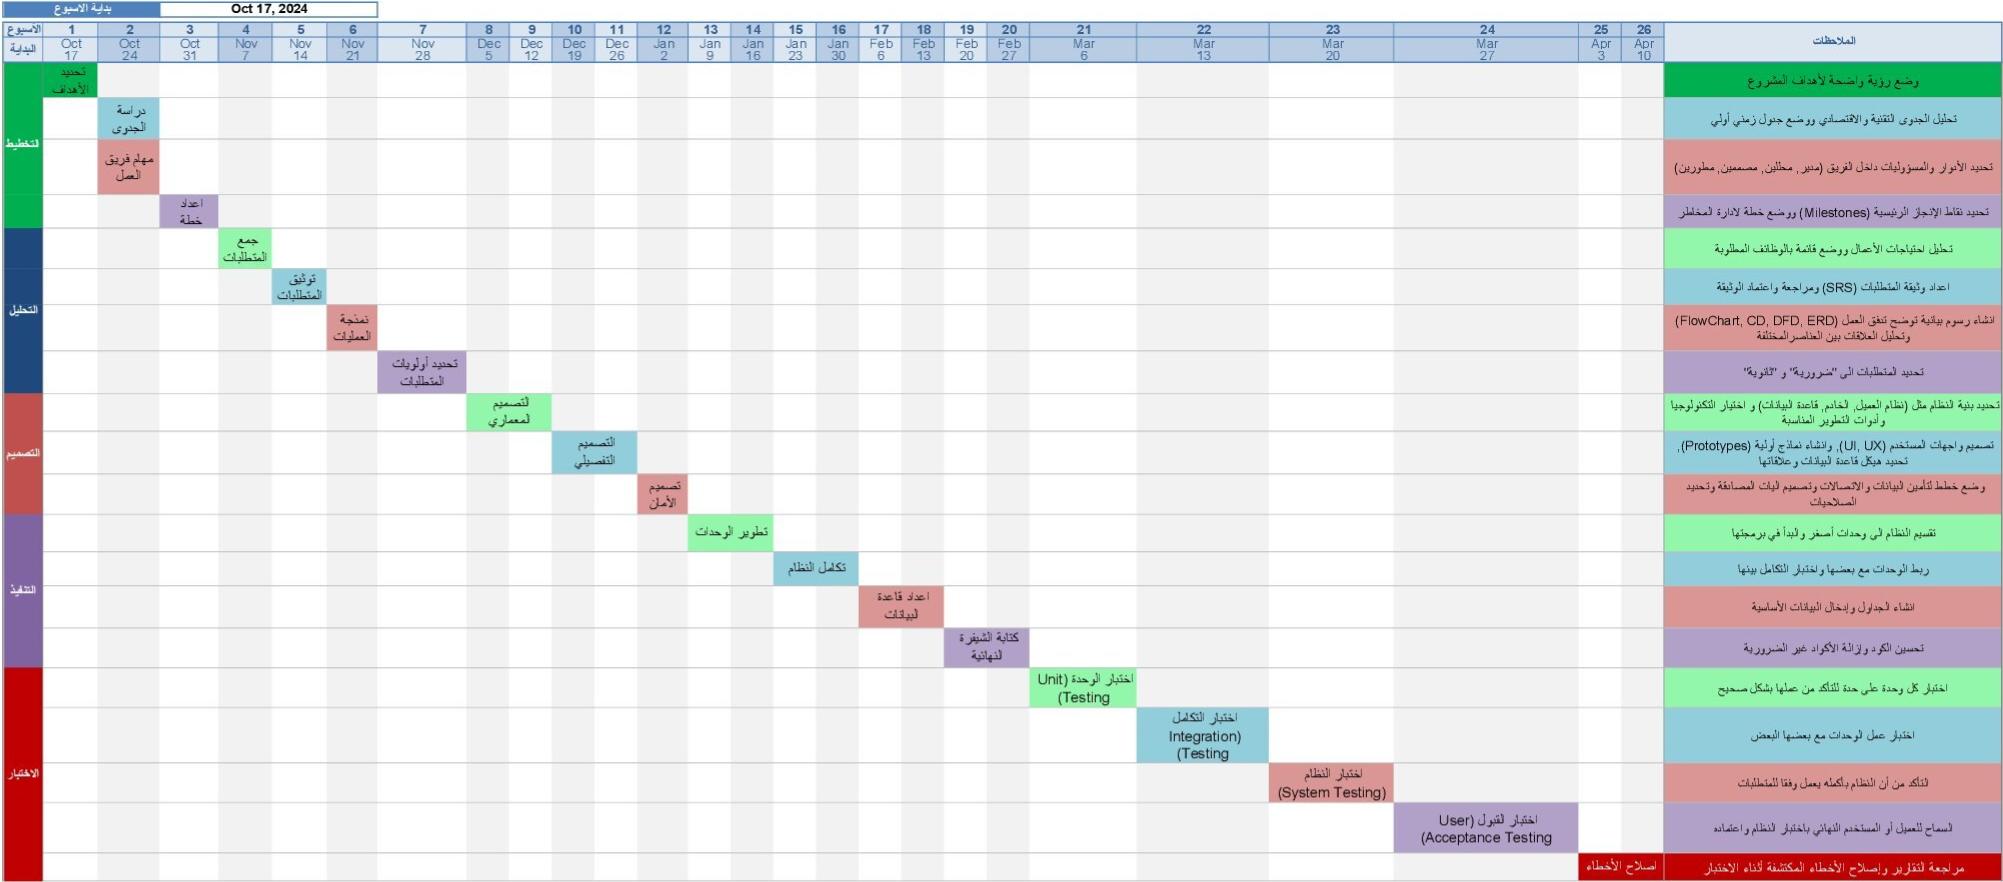 بداية الاسبوع
Oct 17, 2024
الأسبوع 1 2 3 4 5 6 7 8 9 10 11 12 13 14 15 16 17 18 19 20 21 22 23 24 25 26
البداية Oct 17 Oct 24 Oct 31 Nov 7 Nov 14 Nov 21 Nov 28 Dec 5 Dec 12 Dec 19 Dec 26 Jan 2 Jan 9 Jan 16 Jan 23 Jan 30 Feb 6 Feb 13 Feb 20 Feb 27 Mar 6 Mar 13 Mar 20 Mar 27 Apr 3 Apr 10
الملاحظات
التخطيط
تحديد
الأهداف
وضع رؤية واضحة لأهداف المشروع
دراسة
الجدوى
تحليل الجدوى التقنية والاقتصادي ووضع جدول زمني أولي
مهام فريق
العمل
تحديد الأدوار والمسؤوليات داخل الفريق (مدير, محللين, مصممين, مطورين)
اعداد
خطة
تحديد نقاط الإنجاز الرئيسية (Milestones) ووضع خطة لادارة المخاطر
التحليل
جمع
المتطلبات
تحليل احتياجات الأعمال ووضع قائمة بالوظائف المطلوبة
توثيق
المتطلبات
اعداد وثيقة المتطلبات (SRS) ومراجعة واعتماد الوثيقة
نمذجة
العمليات
انشاء رسوم بيانية توضح تدفق العمل (FlowChart, CD, DFD, ERD)
وتحليل العلاقات بين العناصر المختلفة
تحديد أولويات
المتطلبات
تحديد المتطلبات الى "ضرورية" و "ثانوية"
التصميم
التصميم
المعماري
تحديد بنية النظام مثل (نظام العميل, الخادم, قاعدة البيانات) و اختيار التكنولوجيا
وأدوات التطوير المناسبة
التصميم
التفصيلي
تصميم واجهات المستخدم (UI, UX), وانشاء نماذج أولية (Prototypes),
تحديد هيكل قاعدة البيانات وعلاقاتها
تصميم
الأمان
وضع خطط لتأمين البيانات والاتصالات وتصميم اليات المصادقة وتحديد
الصلاحيات
التنفيذ
تطوير الوحدات
تقسيم النظام الى وحدات أصغر والبدأ في برمجتها
تكامل النظام
ربط الوحدات مع بعضها واختبار التكامل بينها
اعداد قاعدة
البيانات
انشاء الجداول وإدخال البيانات الأساسية
كتابة الشيفرة
النهائية
تحسين الكود وازالة الأكواد غير الضرورية
الاختبار
اختبار الوحدة (Unit
Testing)
اختبار كل وحدة على حدة للتأكد من عملها بشكل صحيح
اختبار التكامل
(Integration
Testing)
اختبار عمل الوحدات مع بعضها البعض
اختبار النظام
(System Testing)
التأكد من أن النظام بأكمله يعمل وفقا للمتطلبات
اختبار القبول (User
Acceptance Testing)
السماح للعميل أو المستخدم النهائي باختبار النظام واعتماده
اصلاح الأخطاء
مراجعة التقارير وإصلاح الأخطاء المكتشفة أثناء الاختبار